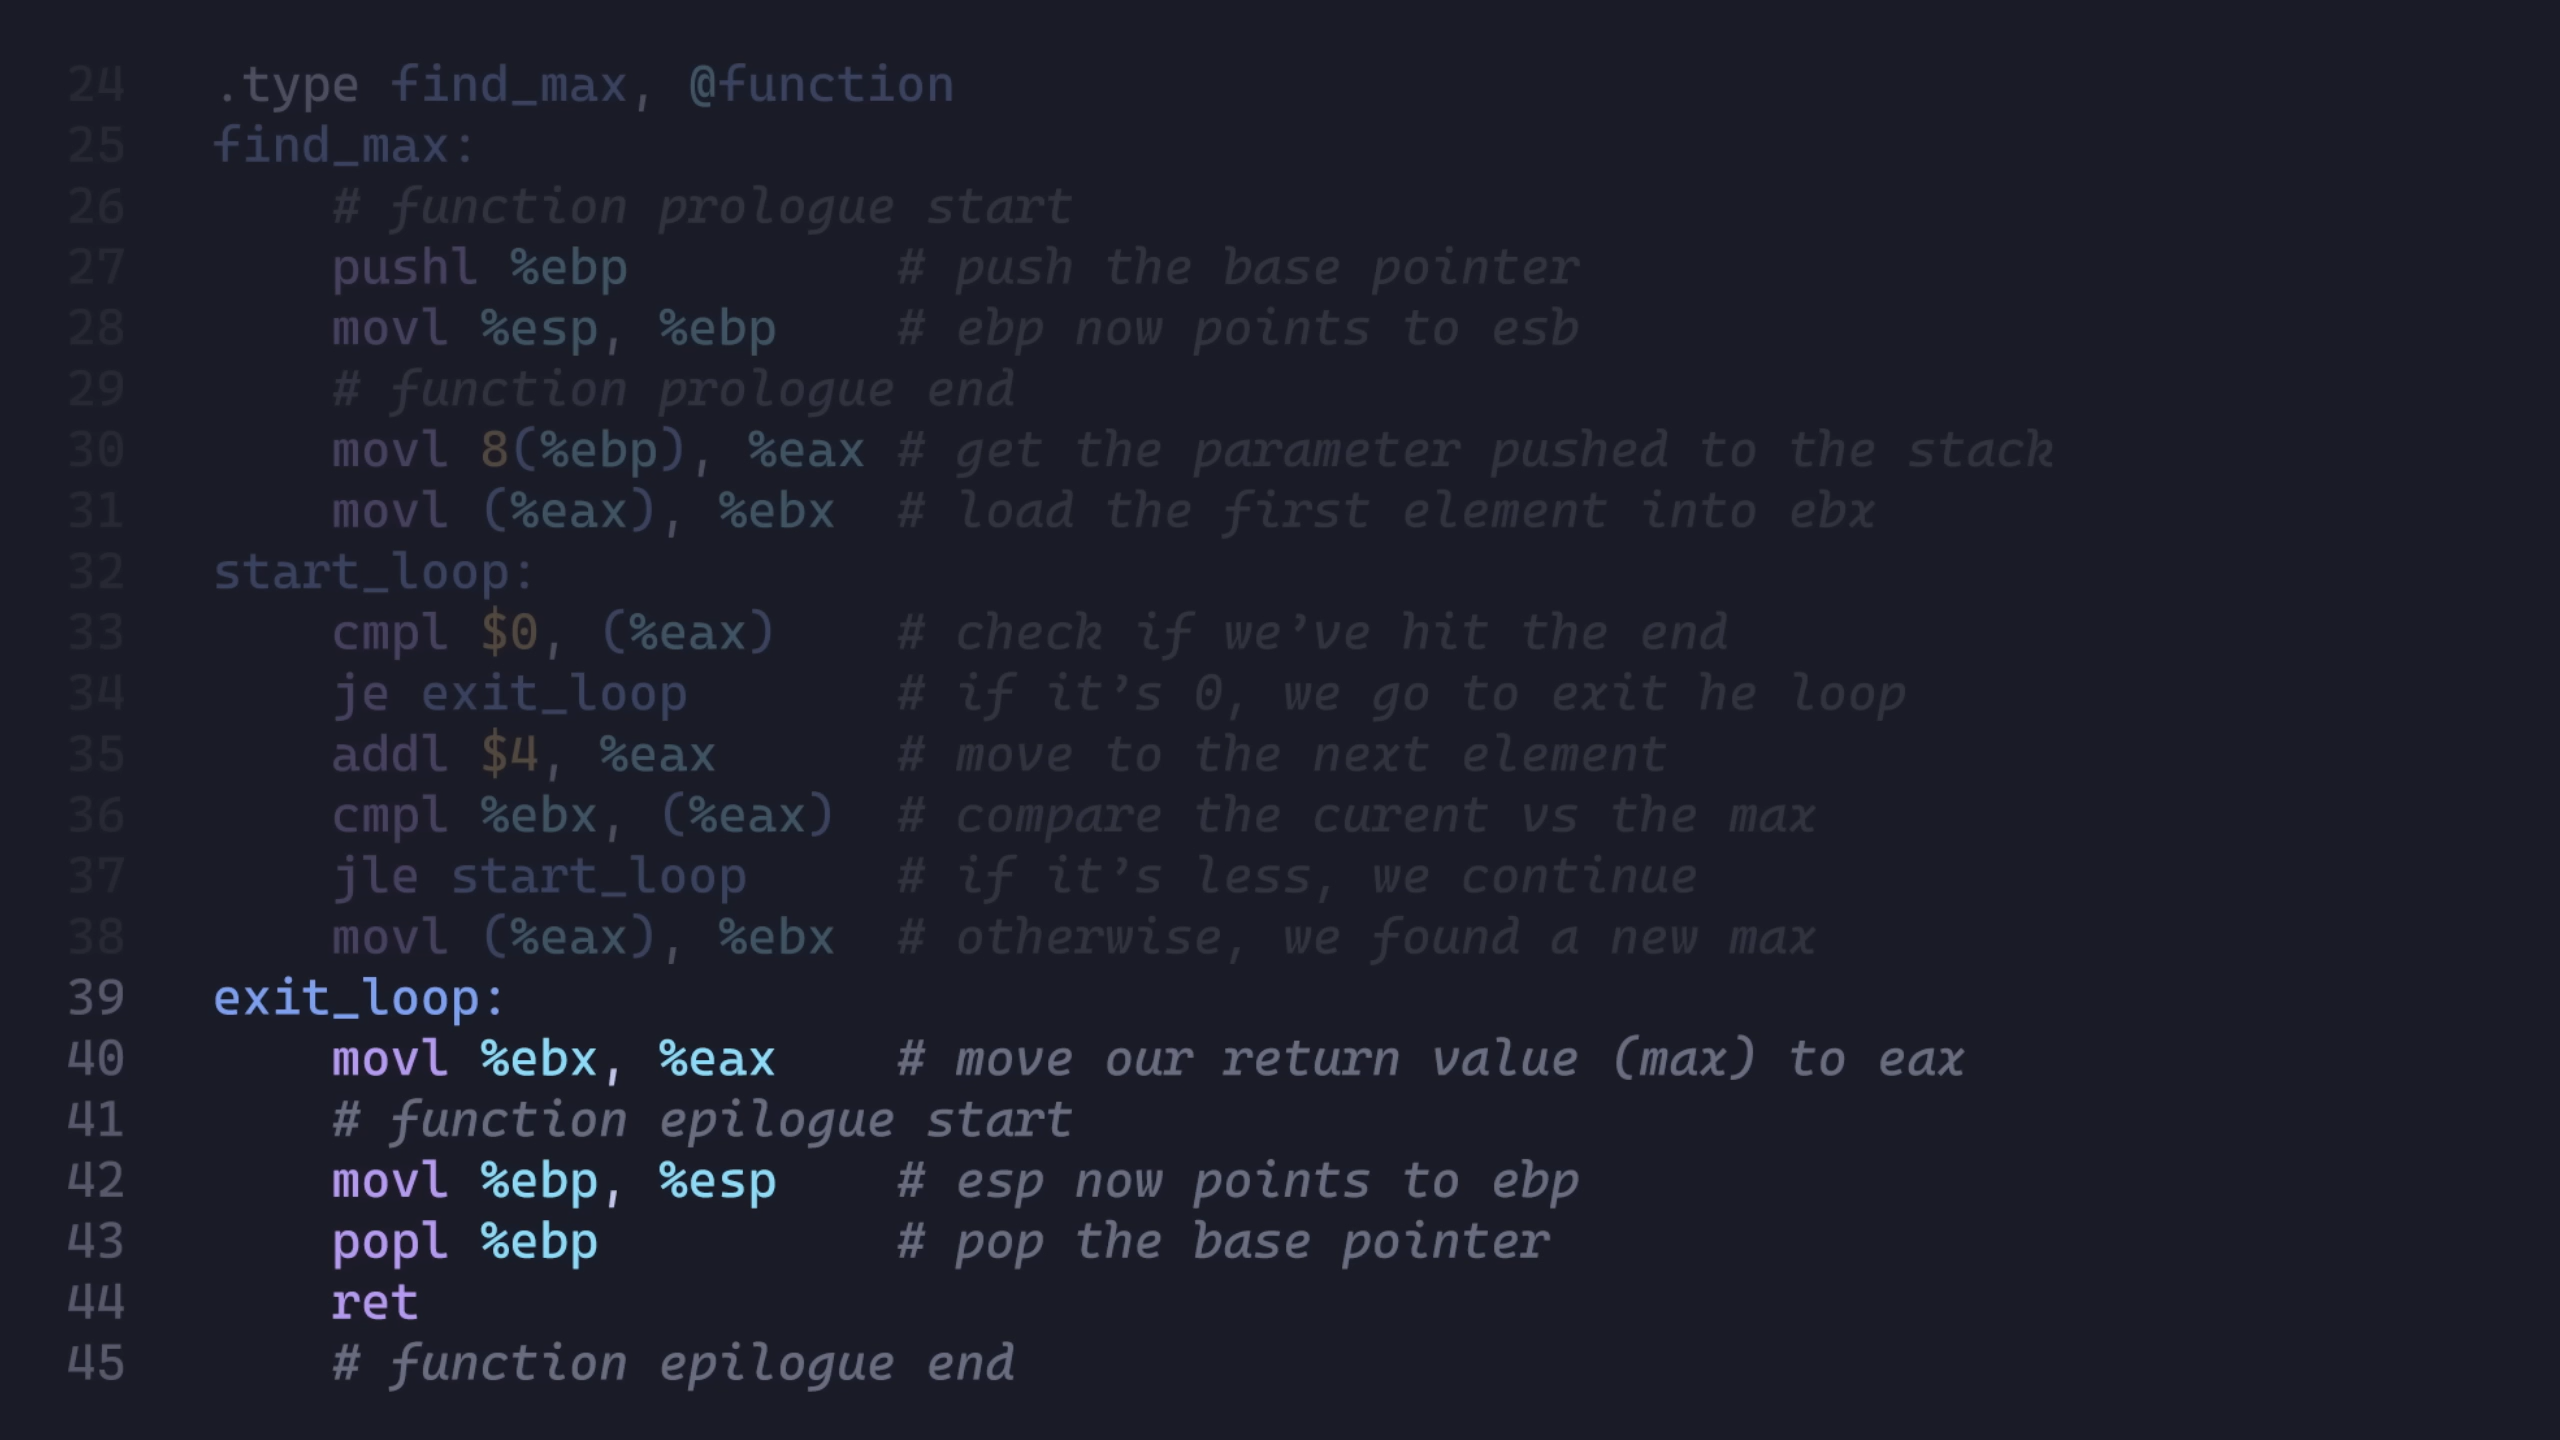 24 .type find_max, @function
25 find_max:
26 # function prologue start
27 pushl %ebp # push the base pointer
28 movl %esp, %ebp # ebp now points to esb
29 # function prologue end
30 movl 8(%ebp), %eax # get the parameter pushed to the stack
31 movl (%eax), %ebx # load the first element into ebx
32 start_loop:
33 cmpl $0, (%eax) # check if we’ve hit the end
34 je exit_loop # if it’s 0, we go to exit he loop
35 addl $4, %eax # move to the next element
36 cmpl %ebx, (%eax) # compare the curent vs the max
37 jle start_loop # if it’s less, we continue
38 movl (%eax), %ebx # otherwise, we found a new max
39 exit_loop:
40 movl %ebx, %eax # move our return value (max) to eax
41 # function epilogue start
42 movl %ebp, %esp # esp now points to ebp
43 popl %ebp # pop the base pointer
44 ret
45 # function epilogue end